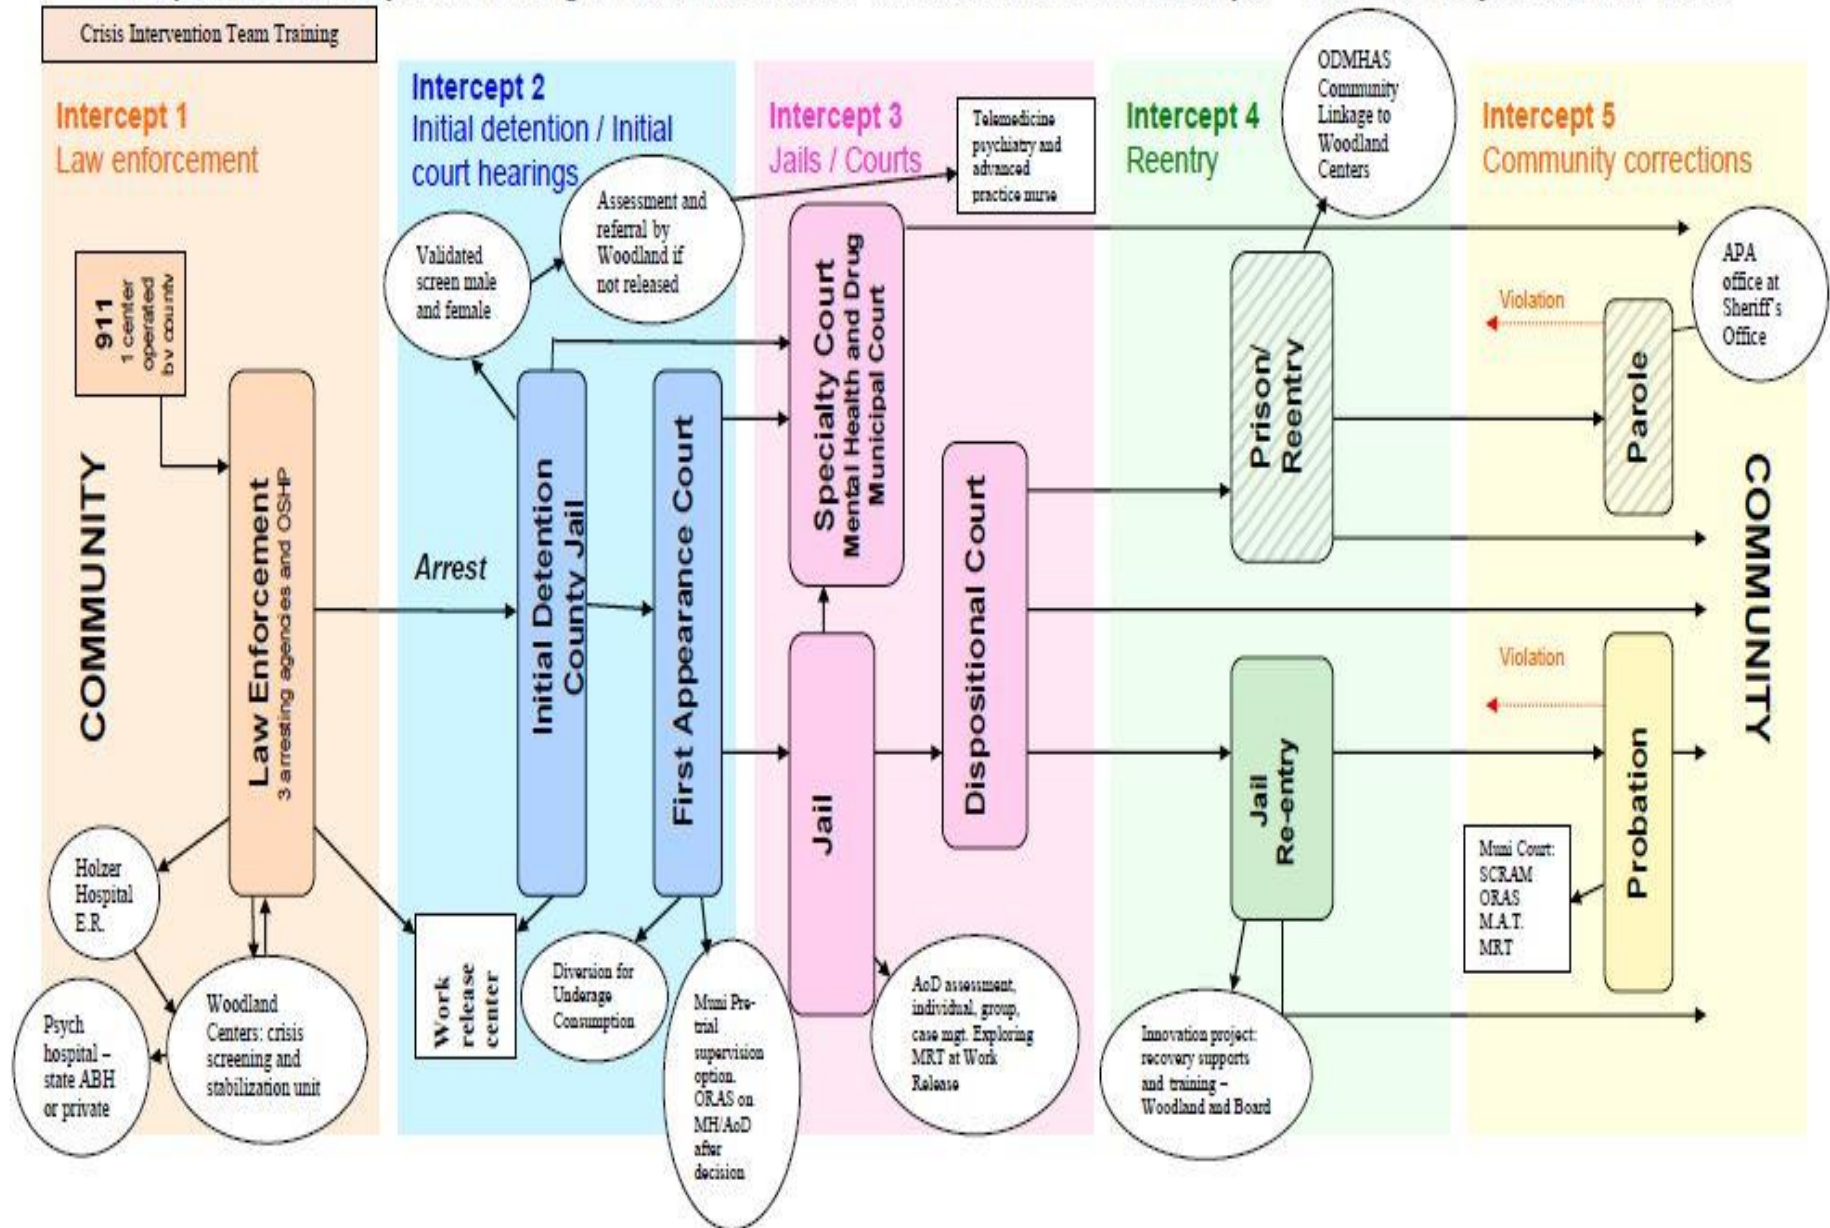 Crisis Intervention Team Training
Intercept 1
Law enforcement
911
1 center
operated
by county
COMMUNITY
Law Enforcement
3 arresting agencies and OSHP
Holzer
Hospital
E.R.
Psych
hospital –
state ABH
or private
Woodland
Centers: crisis
screening and
stabilization unit
Intercept 2
Initial detention / Initial
court hearings
Validated
screen male
and female
Assessment and
referral by
Woodland if
not released
Arrest
Initial Detention
County Jail
First Appearance Court
Work
release
center
Diversion for
Underage
Consumption
Muni Pre-
trial
supervision
option.
ORAS on
MH/AoD
after
decision
Intercept 3
Jails / Courts
Telemedicine
psychiatry and
advanced
practice nurse
Specialty Court
Mental Health and Drug
Municipal Court
Jail
Dispositional Court
AoD assessment,
individual, group,
case mgt. Exploring
MRT at Work
Release
Intercept 4
Reentry
ODMHAS
Community
Linkage to
Woodland
Centers
Prison/
Reentry
Jail
Re-entry
Innovation project:
recovery supports
and training –
Woodland and Board
Intercept 5
Community corrections
APA
office at
Sheriff's
Office
Violation
Parole
Violation
Probation
Muni Court:
SCRAM
ORAS
M.A.T.
MRT
COMMUNITY